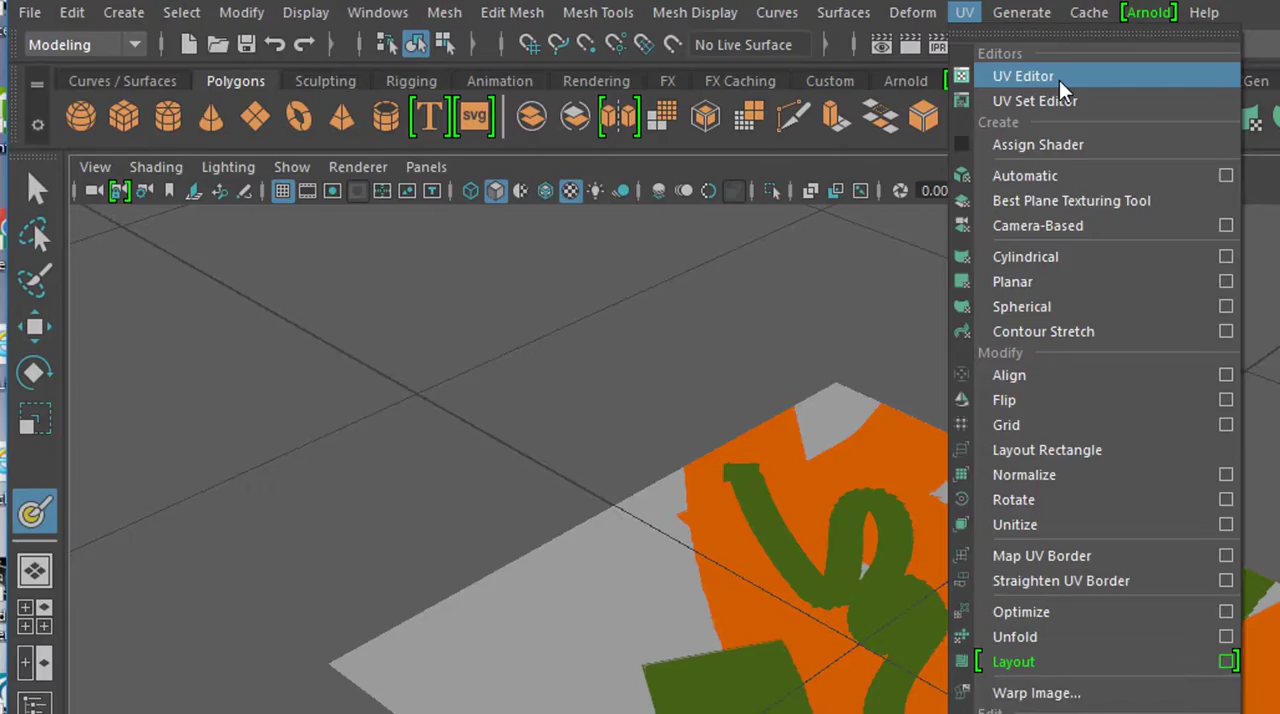 File Edit Create Select Modify Display Windows Mesh Edit Mesh Mesh Tools Mesh Display Curves Surfaces Deform UV Generate Cache [Arnold] Help
Modeling No Live Surface IPR
Curves / Surfaces Polygons Sculpting Rigging Animation Rendering FX FX Caching Custom Arnold Gen
T svg
View Shading Lighting Show Renderer Panels
0.00
Editors
UV Editor
UV Set Editor
Create
Assign Shader
Automatic
Best Plane Texturing Tool
Camera-Based
Cylindrical
Planar
Spherical
Contour Stretch
Modify
Align
Flip
Grid
Layout Rectangle
Normalize
Rotate
Unitize
Map UV Border
Straighten UV Border
Optimize
Unfold
Layout
Warp Image...
Edit